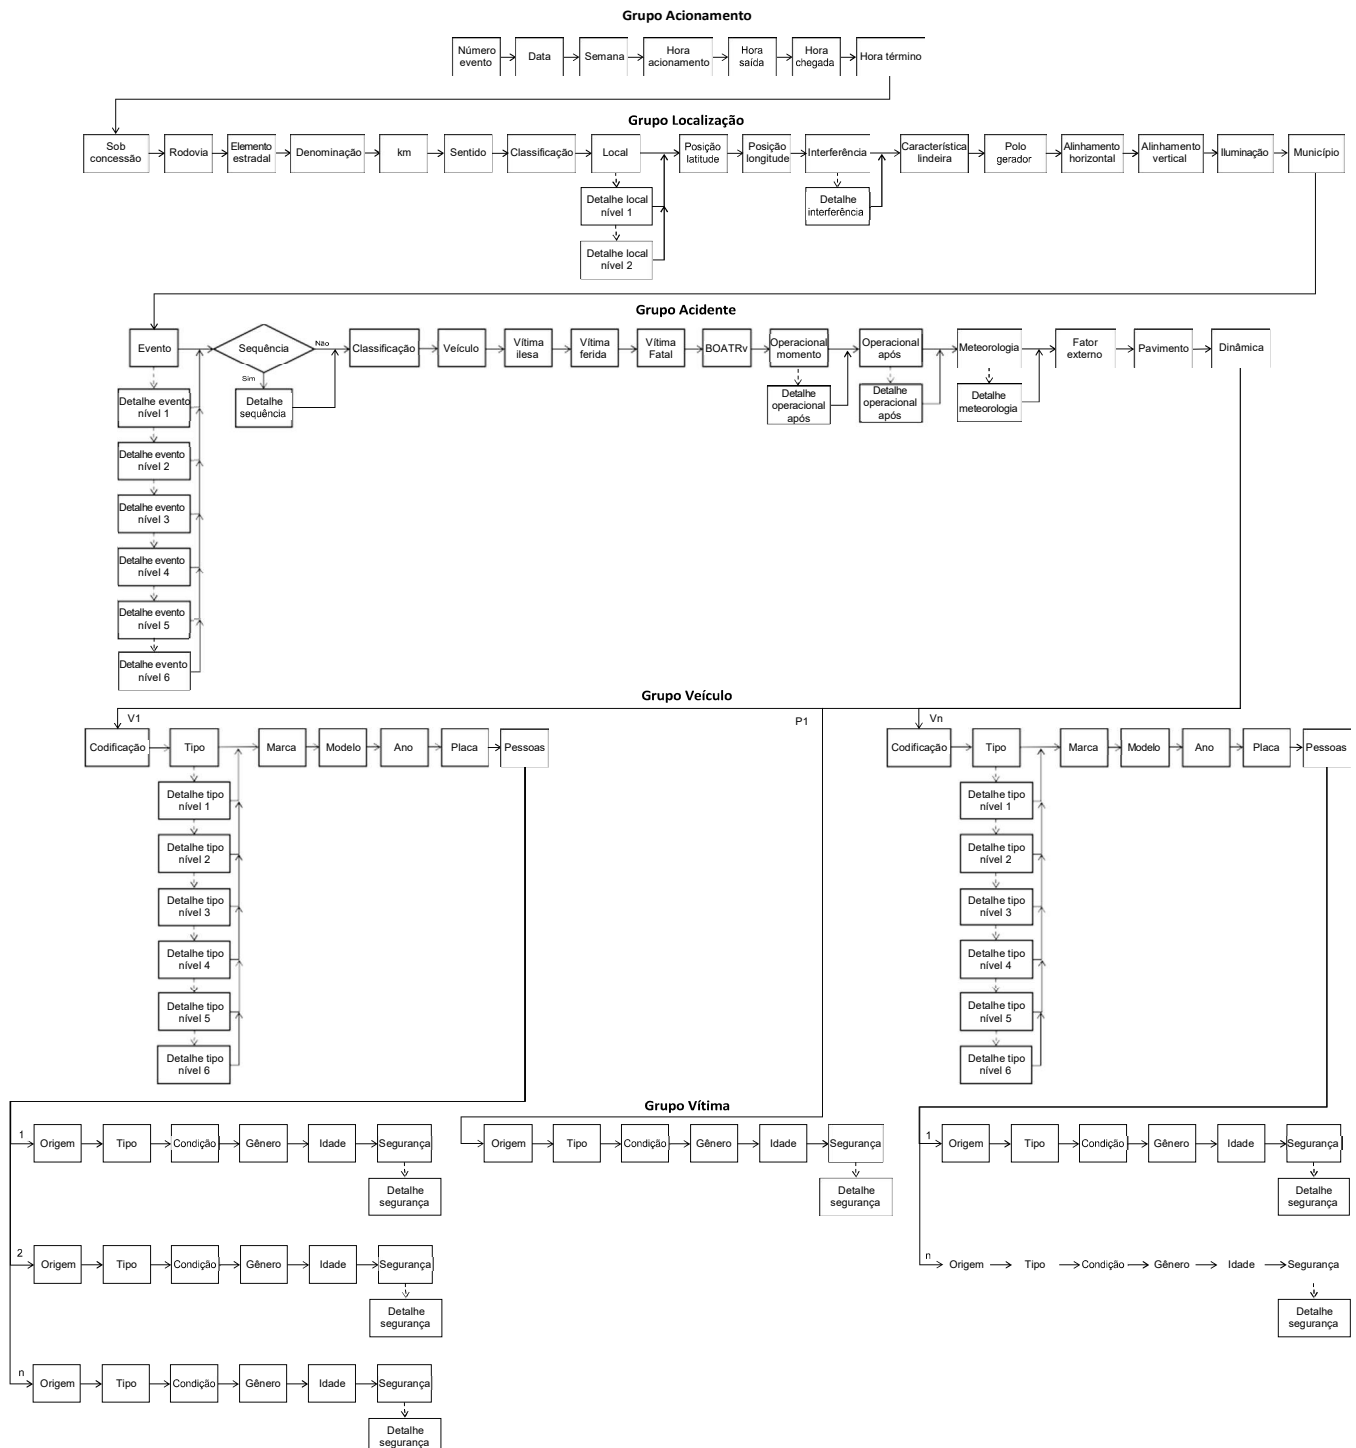 Grupo Acionamento
Número
evento
Data
Semana
Hora
acionamento
Hora
saída
Hora
chegada
Hora término
Grupo Localização
Sob
concessão
Rodovia
Elemento
estradal
Denominação
km
Sentido
Classificação
Local
Posição
latitude
Posição
longitude
Interferência
Característica
lindeira
Polo
gerador
Alinhamento
horizontal
Alinhamento
vertical
Iluminação
Município
Detalhe local
nível 1
Detalhe
interferência
Detalhe local
nível 2
Grupo Acidente
Evento
Sequência
Não
Sim
Classificação
Veículo
Vítima
ilesa
Vítima
ferida
Vítima
Fatal
BOATRv
Operacional
momento
Operacional
após
Meteorologia
Fator
externo
Pavimento
Dinâmica
Detalhe evento
nível 1
Detalhe
sequência
Detalhe
operacional
após
Detalhe
operacional
após
Detalhe
meteorologia
Detalhe evento
nível 2
Detalhe evento
nível 3
Detalhe evento
nível 4
Detalhe evento
nível 5
Detalhe evento
nível 6
Grupo Veículo
V1
Codificação
Tipo
Marca
Modelo
Ano
Placa
Pessoas
Detalhe tipo
nível 1
Detalhe tipo
nível 2
Detalhe tipo
nível 3
Detalhe tipo
nível 4
Detalhe tipo
nível 5
Detalhe tipo
nível 6
P1
Vn
Codificação
Tipo
Marca
Modelo
Ano
Placa
Pessoas
Detalhe tipo
nível 1
Detalhe tipo
nível 2
Detalhe tipo
nível 3
Detalhe tipo
nível 4
Detalhe tipo
nível 5
Detalhe tipo
nível 6
Grupo Vítima
1
Origem
Tipo
Condição
Gênero
Idade
Segurança
Detalhe
segurança
2
Origem
Tipo
Condição
Gênero
Idade
Segurança
Detalhe
segurança
n
Origem
Tipo
Condição
Gênero
Idade
Segurança
Detalhe
segurança
Origem
Tipo
Condição
Gênero
Idade
Segurança
Detalhe
segurança
1
Origem
Tipo
Condição
Gênero
Idade
Segurança
Detalhe
segurança
n
Origem
Tipo
Condição
Gênero
Idade
Segurança
Detalhe
segurança